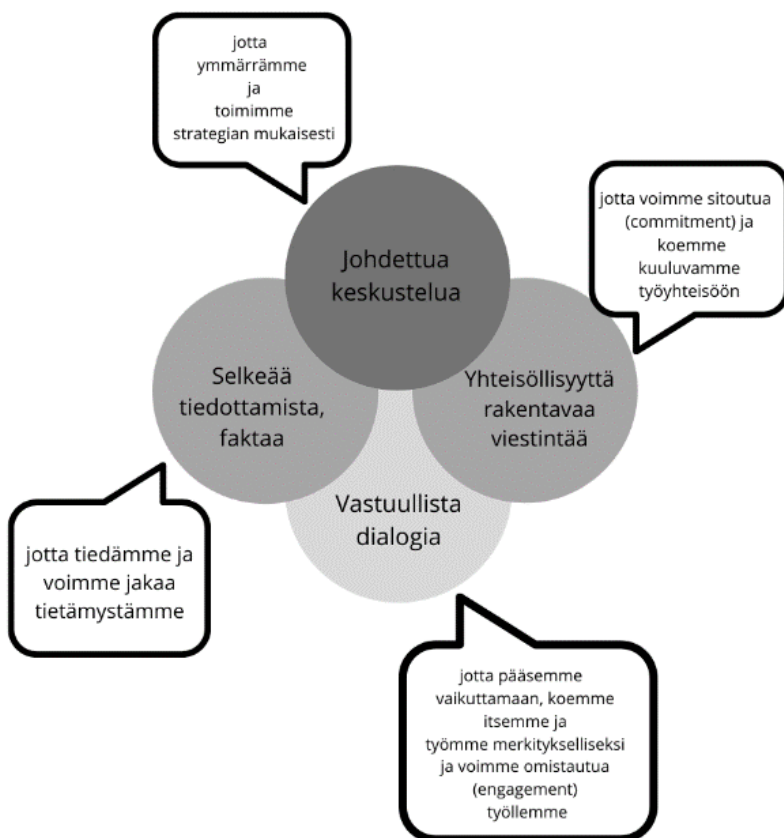 jotta
ymmärrämme
ja
toimimme
strategian mukaisesti
jotta voimme sitoutua
(commitment) ja
koemme
kuuluvamme
työyhteisöön
Johdettua
keskustelua
Selkeää
tiedottamista,
faktaa
Yhteisöllisyyttä
rakentavaa
viestintää
Vastuullista
dialogia
jotta tiedämme ja
voimme jakaa
tietämystämme
jotta pääsemme
vaikuttamaan, koemme
itsemme ja
työmme merkitykselliseksi
ja voimme omistautua
(engagement)
työllemme